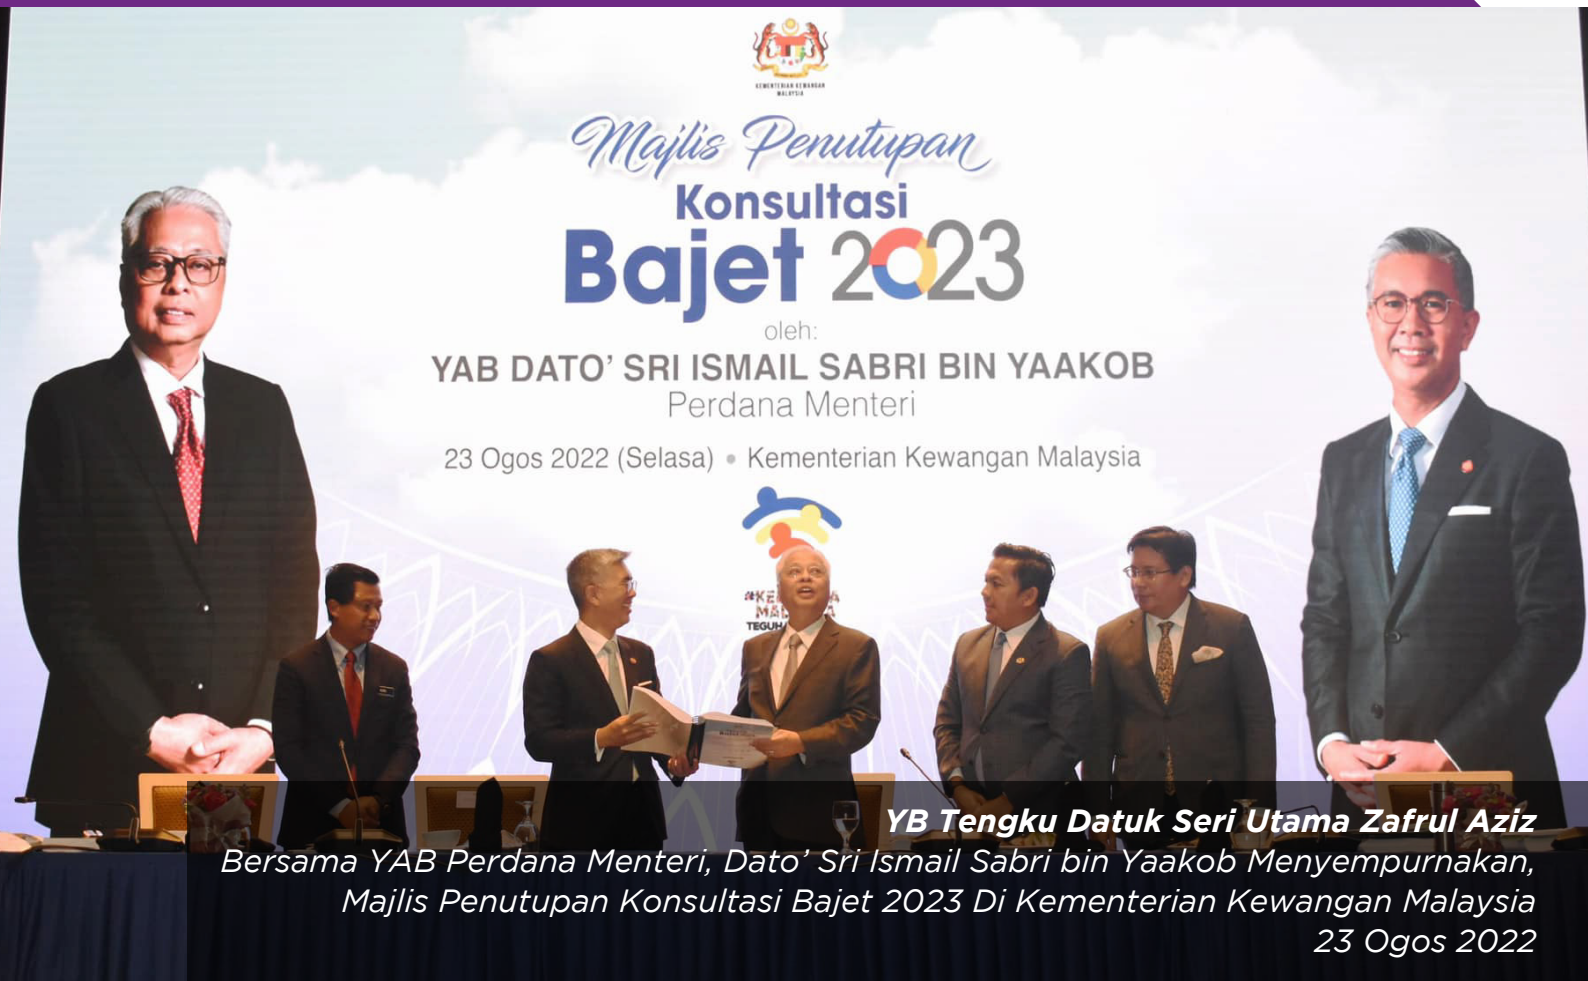 KEMENTERIAN KEWANGAN
MALAYSIA
Majlis Penutupan
Konsultasi
Bajet 2023
oleh:
YAB DATO’ SRI ISMAIL SABRI BIN YAAKOB
Perdana Menteri
23 Ogos 2022 (Selasa) • Kementerian Kewangan Malaysia
YB Tengku Datuk Seri Utama Zafrul Aziz
Bersama YAB Perdana Menteri, Dato’ Sri Ismail Sabri bin Yaakob Menyempurnakan,
Majlis Penutupan Konsultasi Bajet 2023 Di Kementerian Kewangan Malaysia
23 Ogos 2022